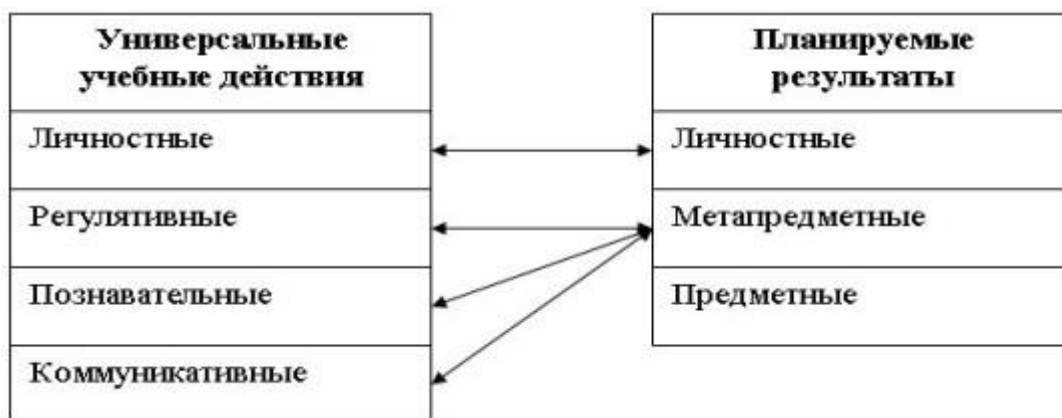 Универсальные
учебные действия
Личностные
Регулятивные
Познавательные
Коммуникативные
Планируемые
результаты
Личностные
Метапредметные
Предметные